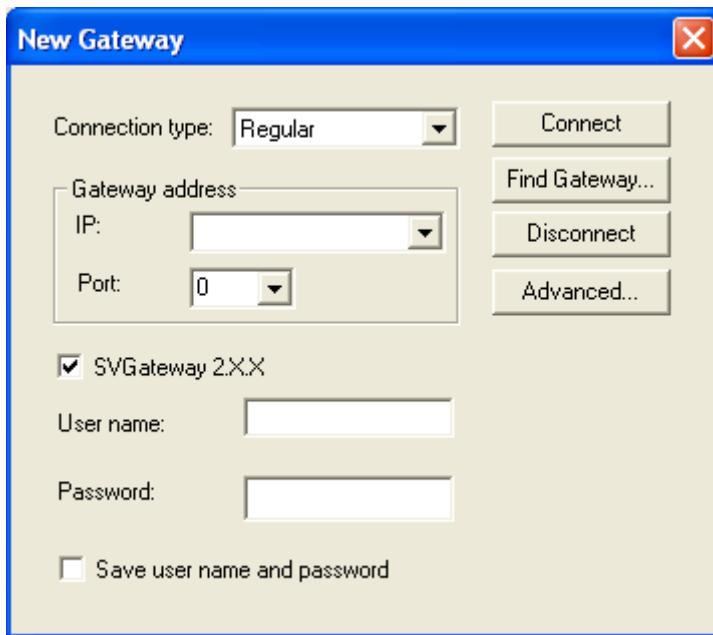 New Gateway
Connection type: Regular
Connect
Gateway address
Find Gateway...
IP:
Disconnect
Port: 0
Advanced...
SVGateway 2.X.X
User name:
Password:
Save user name and password